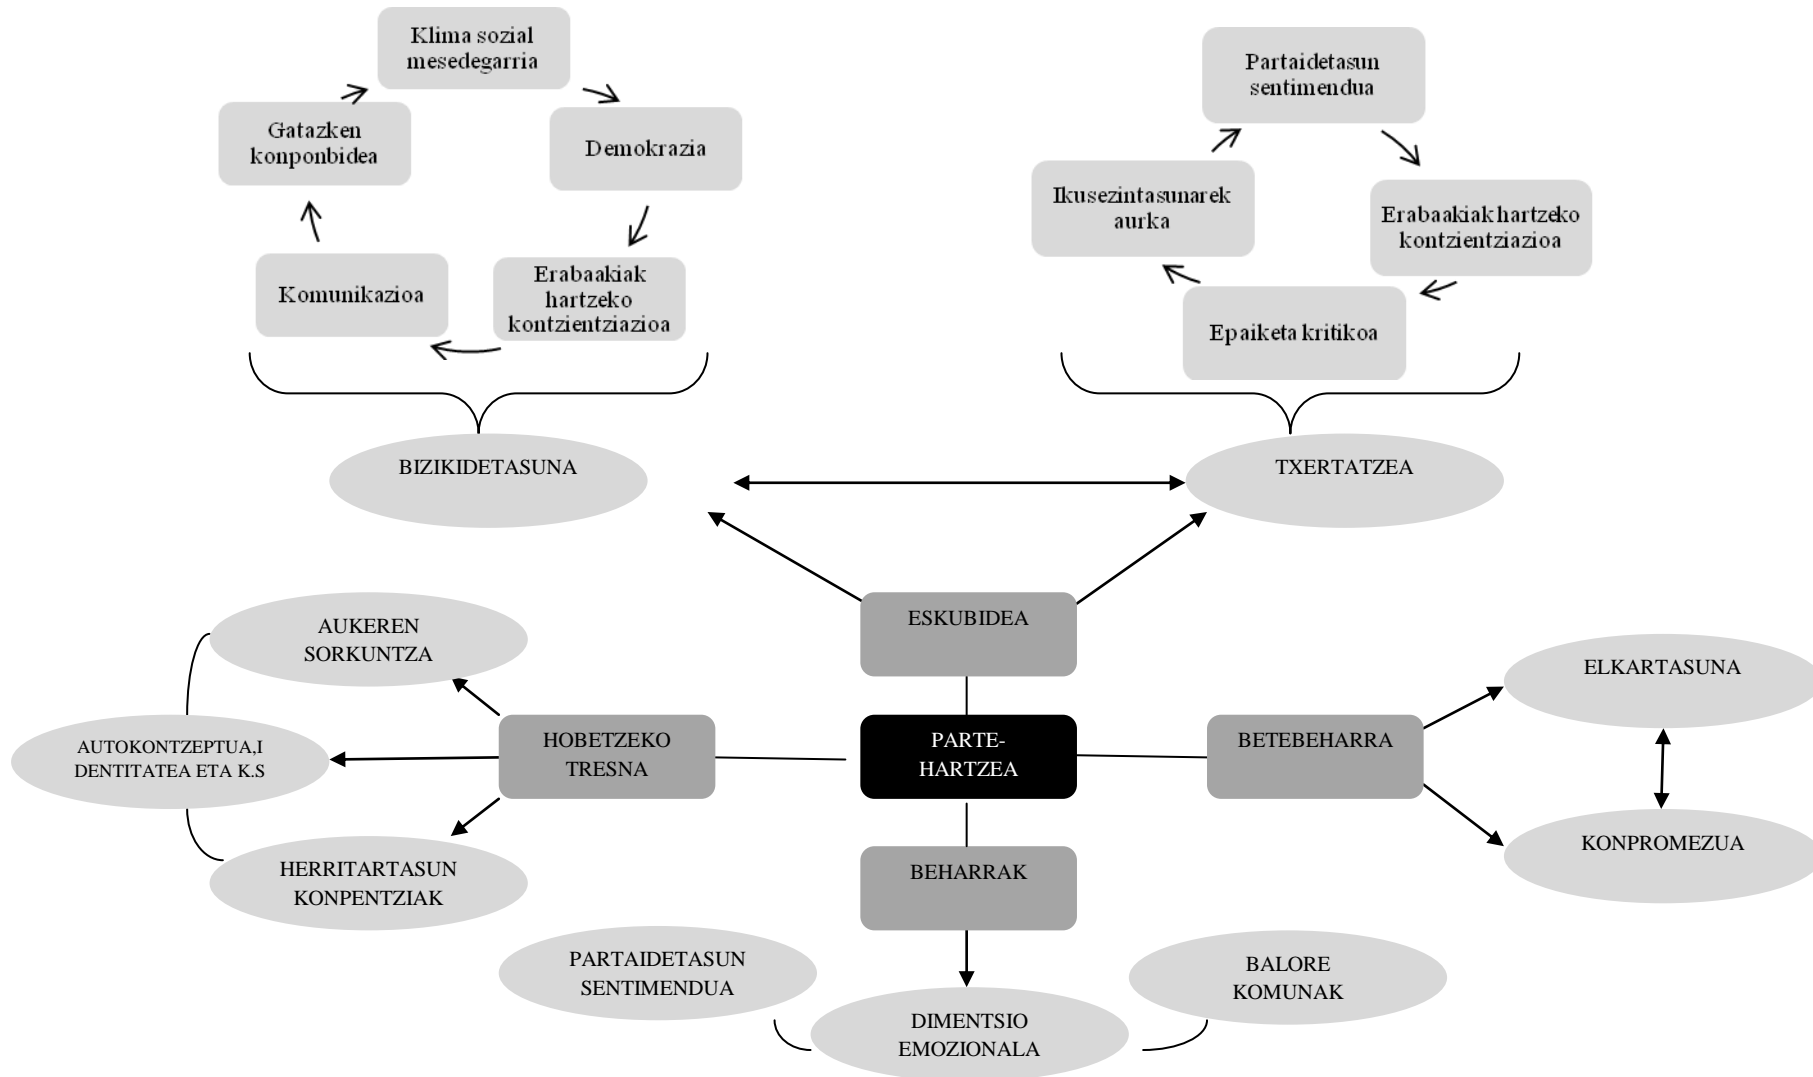 Klima sozial
mesedegarria
Gatazken
konponbidea
Demokrazia
Komunikazioa
Erabaakiak
hartzeko
kontzientziazioa
Partaidetasun
sentimendua
Ikusezintasunarek
aurka
Erabaakiak hartzeko
kontzientziazioa
Epaiketa kritikoa
BIZIKIDETASUNA
TXERTATZEA
ESKUBIDEA
AUKEREN
SORKUNTZA
ELKARTASUNA
AUTOKONTZEPTUA,I
DENTITATEA ETA K.S
HOBETZEKO
TRESNA
PARTE-
HARTZEA
BETEBEHARRA
HERRITARTASUN
KONPENTZIAK
BEHARRAK
KONPROMEZUA
PARTAIDETASUN
SENTIMENDUA
DIMENTSIO
EMOZIONALA
BALORE
KOMUNAK